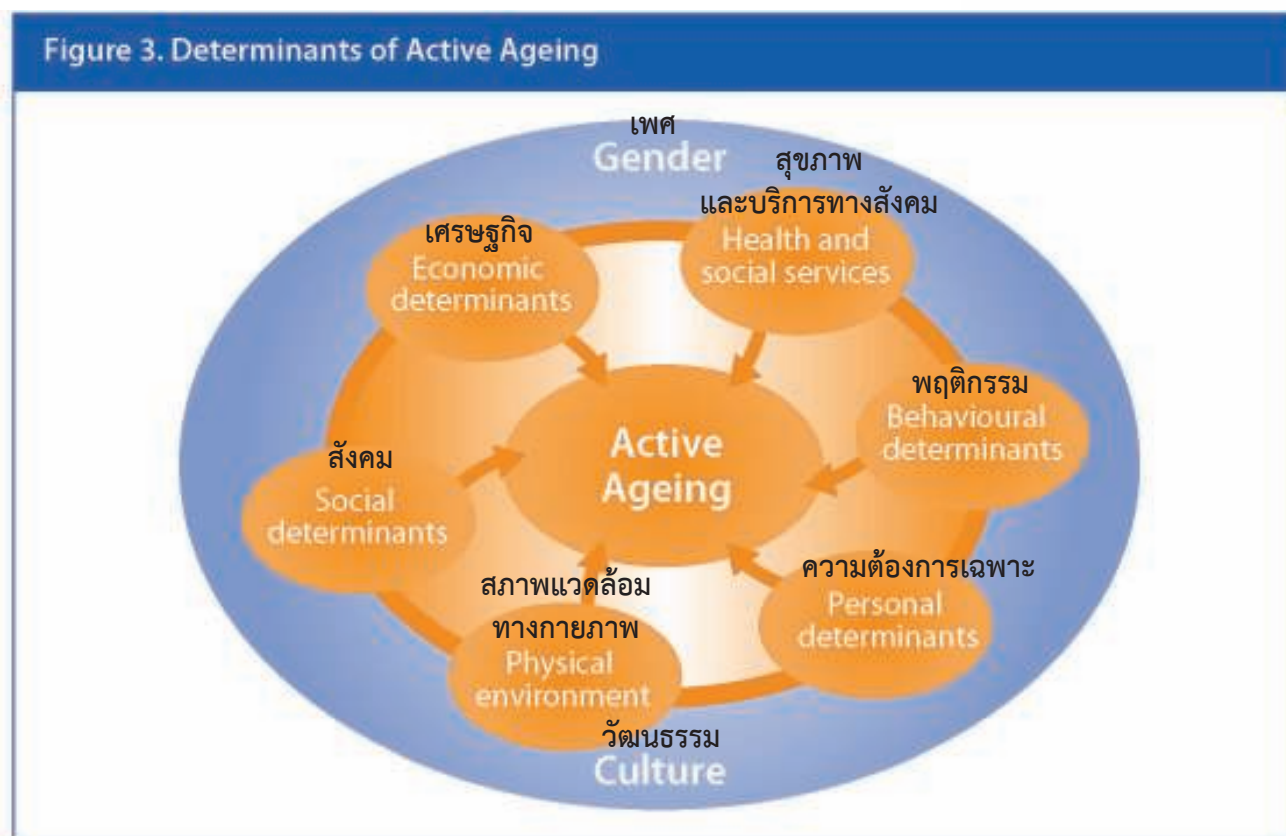 Figure 3. Determinants of Active Ageing
เพศ
Gender
สุขภาพ
และบริการทางสังคม
Health and
social services
เศรษฐกิจ
Economic
determinants
พฤติกรรม
Behavioural
determinants
Active
Ageing
สังคม
Social
determinants
ความต้องการเฉพาะ
Personal
determinants
สภาพแวดล้อม
ทางกายภาพ
Physical
environment
วัฒนธรรม
Culture